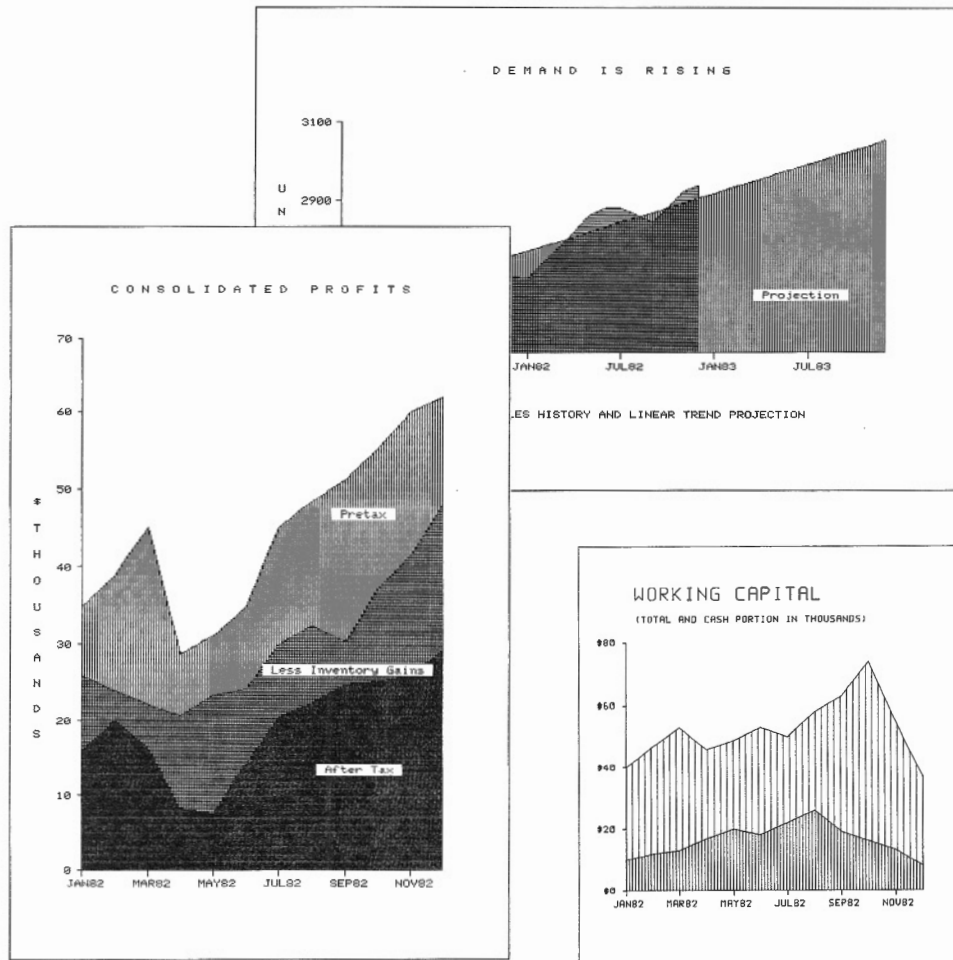 DEMAND IS RISING
3100
2900
U
N
Projection
JAN82 JUL82 JAN83 JUL83
LES HISTORY AND LINEAR TREND PROJECTION
CONSOLIDATED PROFITS
70
60
50
40
30
20
10
0
$
T
H
O
U
S
A
N
D
S
Pretax
Less Inventory Gains
After Tax
JAN82 MAR82 MAY82 JUL82 SEP82 NOV82
WORKING CAPITAL
(TOTAL AND CASH PORTION IN THOUSANDS)
$80
$60
$40
$20
$0
JAN82 MAR82 MAY82 JUL82 SEP82 NOV82